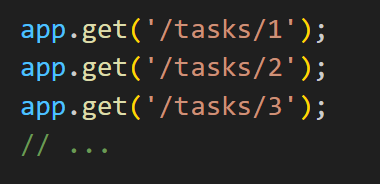 app.get('/tasks/1');
app.get('/tasks/2');
app.get('/tasks/3');
// ...